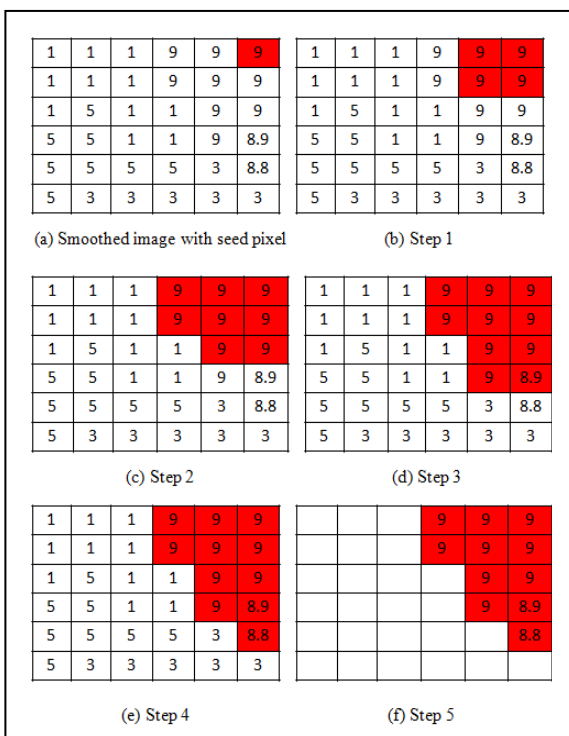 1 1 1 9 9 9 1 1 1 9 9 9
1 1 1 9 9 9 1 1 1 9 9 9
1 5 1 1 9 9 1 5 1 1 9 9
5 5 1 1 9 8.9 5 5 1 1 9 8.9
5 5 5 5 3 8.8 5 5 5 5 3 8.8
5 3 3 3 3 3 5 3 3 3 3 3
(a) Smoothed image with seed pixel (b) Step 1
1 1 1 9 9 9 1 1 1 9 9 9
1 1 1 9 9 9 1 1 1 9 9 9
1 5 1 1 9 9 1 5 1 1 9 9
5 5 1 1 9 8.9 5 5 1 1 9 8.9
5 5 5 5 3 8.8 5 5 5 5 3 8.8
5 3 3 3 3 3 5 3 3 3 3 3
(c) Step 2 (d) Step 3
1 1 1 9 9 9 9 9 9
1 1 1 9 9 9 9 9 9
1 5 1 1 9 9 9 9
5 5 1 1 9 8.9 9 8.9
5 5 5 5 3 8.8 8.8
5 3 3 3 3 3
(e) Step 4 (f) Step 5